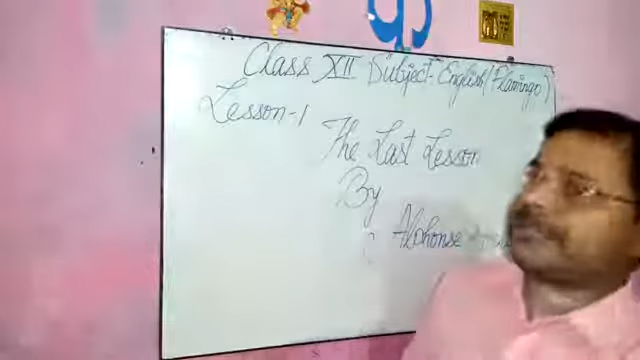 Class XII Subject- English (Flamingo)
Lesson-1
The Last Lesson
By
Alphonse